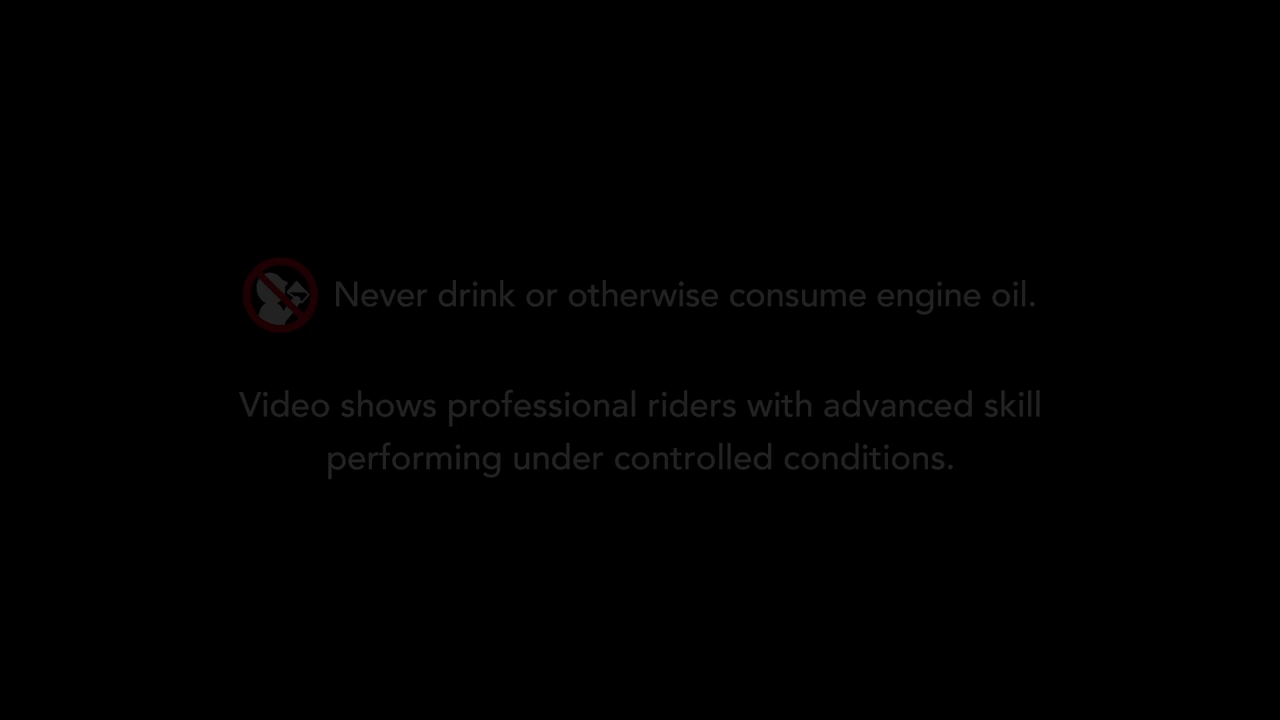 Never drink or otherwise consume engine oil.
Video shows professional riders with advanced skill
performing under controlled conditions.